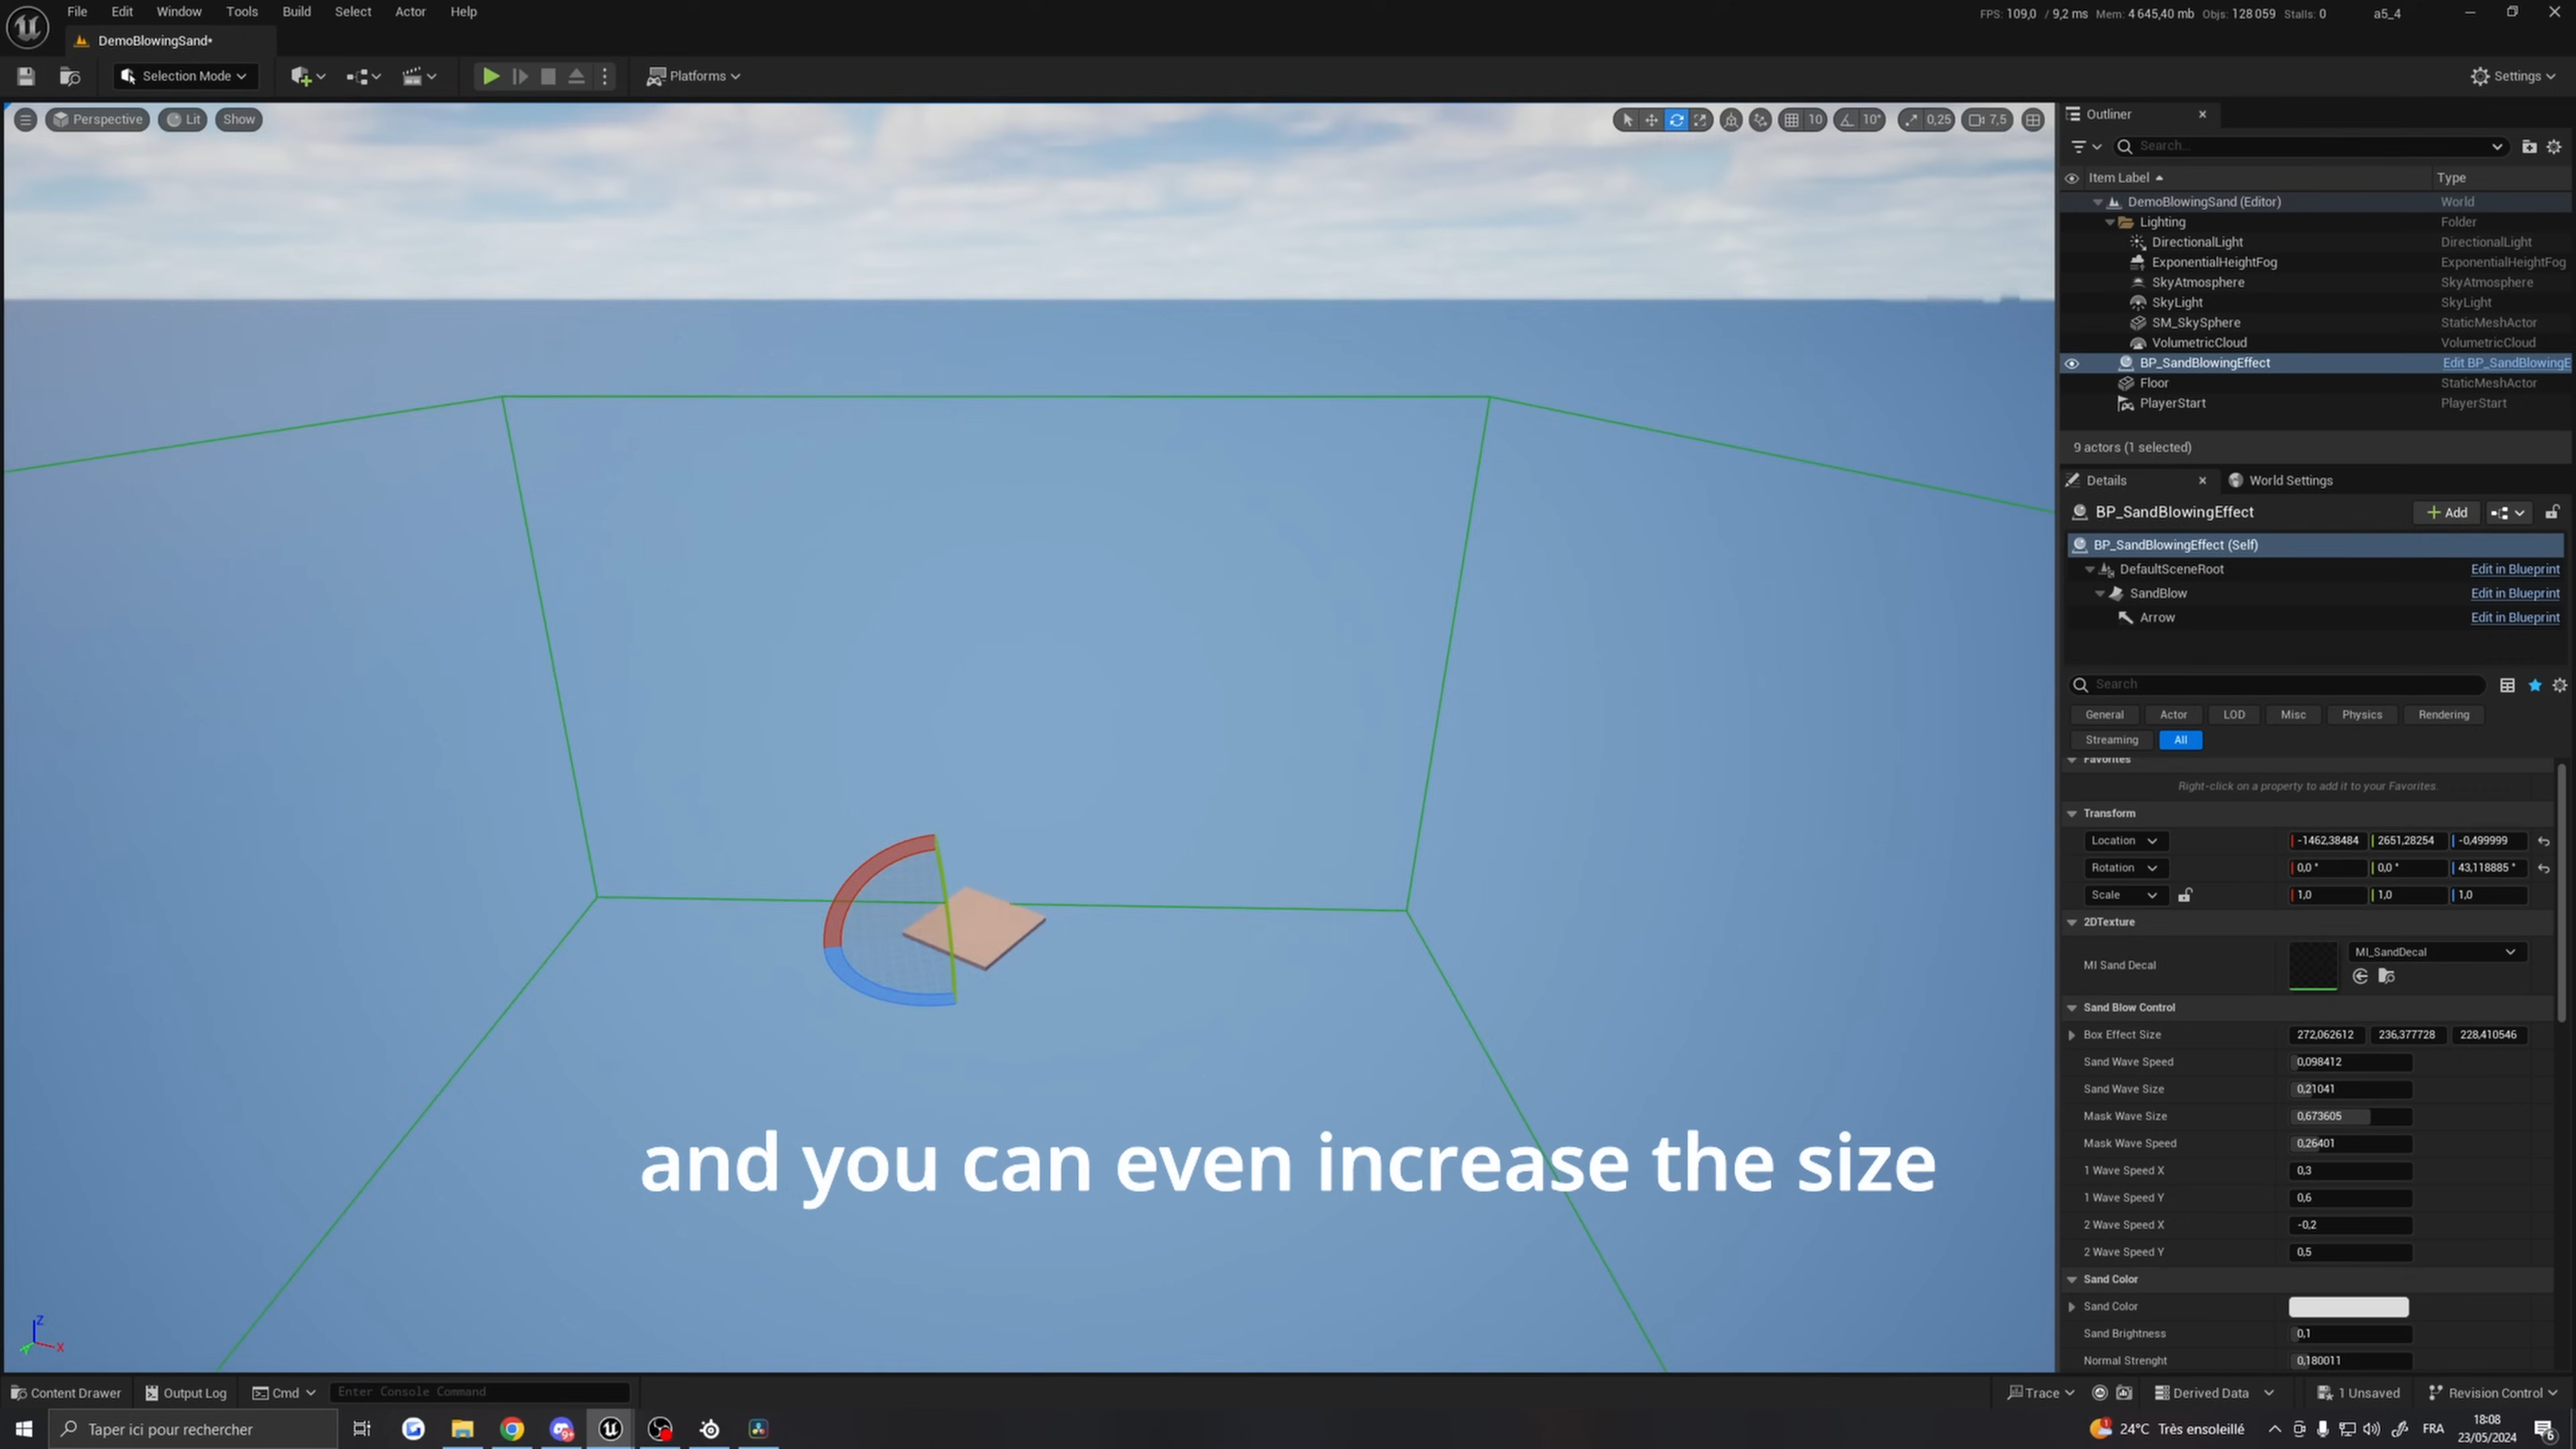 File Edit Window Tools Build Select Actor Help
FPS: 109,0 / 9,2 ms Mem: 4 645,40 mb Objs: 128 059 Stalls: 0 a5_4
DemoBlowingSand*
Selection Mode Platforms Settings
Perspective Lit Show 10 10° 0,25 7,5
Outliner
Search...
Item Label Type
DemoBlowingSand (Editor) World
Lighting Folder
DirectionalLight DirectionalLight
ExponentialHeightFog ExponentialHeightFog
SkyAtmosphere SkyAtmosphere
SkyLight SkyLight
SM_SkySphere StaticMeshActor
VolumetricCloud VolumetricCloud
BP_SandBlowingEffect Edit BP_SandBlowingE
Floor StaticMeshActor
PlayerStart PlayerStart
9 actors (1 selected)
Details World Settings
BP_SandBlowingEffect Add
BP_SandBlowingEffect (Self)
DefaultSceneRoot Edit in Blueprint
SandBlow Edit in Blueprint
Arrow Edit in Blueprint
Search
General Actor LOD Misc Physics Rendering
Streaming All
Favorites
Right-click on a property to add it to your Favorites.
Transform
Location -1462,38484 2651,28254 -0,499999
Rotation 0,0 ° 0,0 ° 43,118885 °
Scale 1,0 1,0 1,0
2DTexture
MI Sand Decal MI_SandDecal
Sand Blow Control
Box Effect Size 272,062612 236,377728 228,410546
Sand Wave Speed 0,098412
Sand Wave Size 0,21041
Mask Wave Size 0,673605
Mask Wave Speed 0,26401
1 Wave Speed X 0,3
1 Wave Speed Y 0,6
2 Wave Speed X -0,2
2 Wave Speed Y 0,5
Sand Color
Sand Color
Sand Brightness 0,1
Normal Strenght 0,180011
and you can even increase the size
Z
X
Content Drawer Output Log Cmd Enter Console Command Trace Derived Data 1 Unsaved Revision Control
Taper ici pour rechercher 9+ 1 24°C Très ensoleillé FRA 18:08
23/05/2024 6